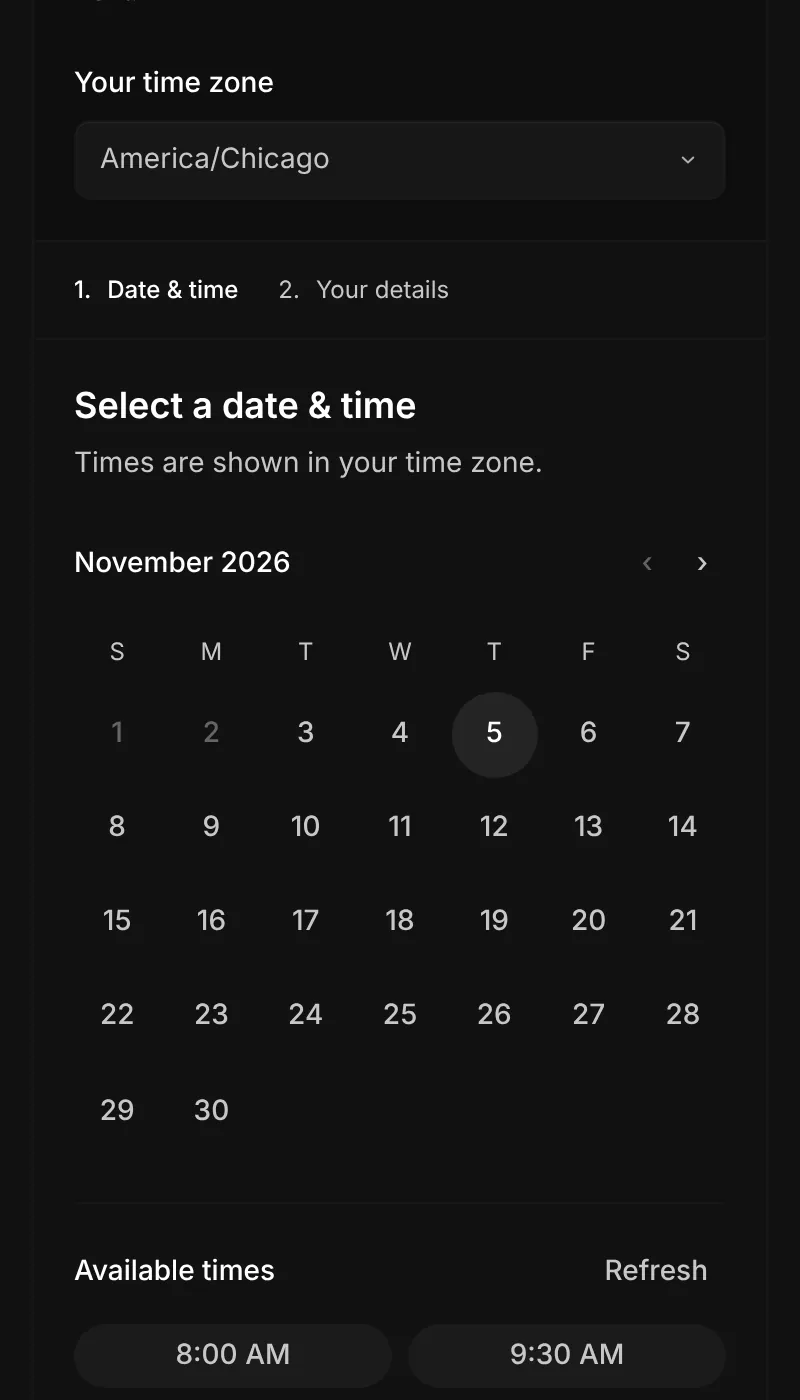 Your time zone
America/Chicago
1. Date & time 2. Your details
Select a date & time
Times are shown in your time zone.
November 2026 ‹ ›
S M T W T F S
1 2 3 4 5 6 7
8 9 10 11 12 13 14
15 16 17 18 19 20 21
22 23 24 25 26 27 28
29 30
Available times Refresh
8:00 AM 9:30 AM